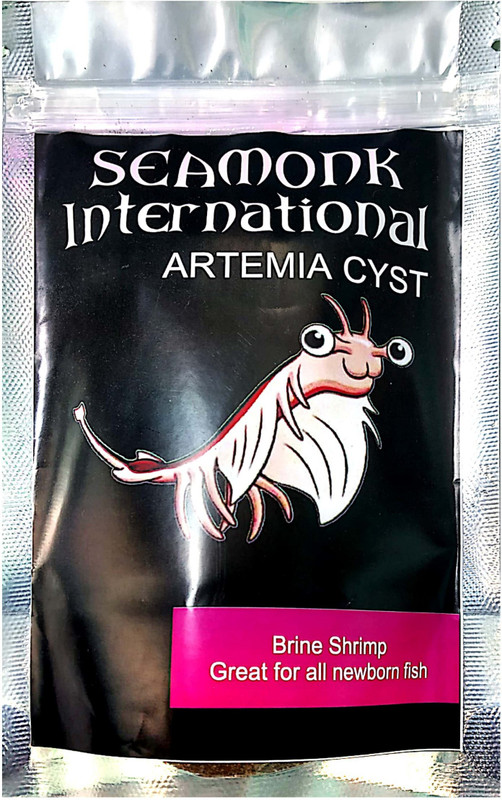 SEAMONK
International
ARTEMIA CYST
Brine Shrimp
Great for all newborn fish